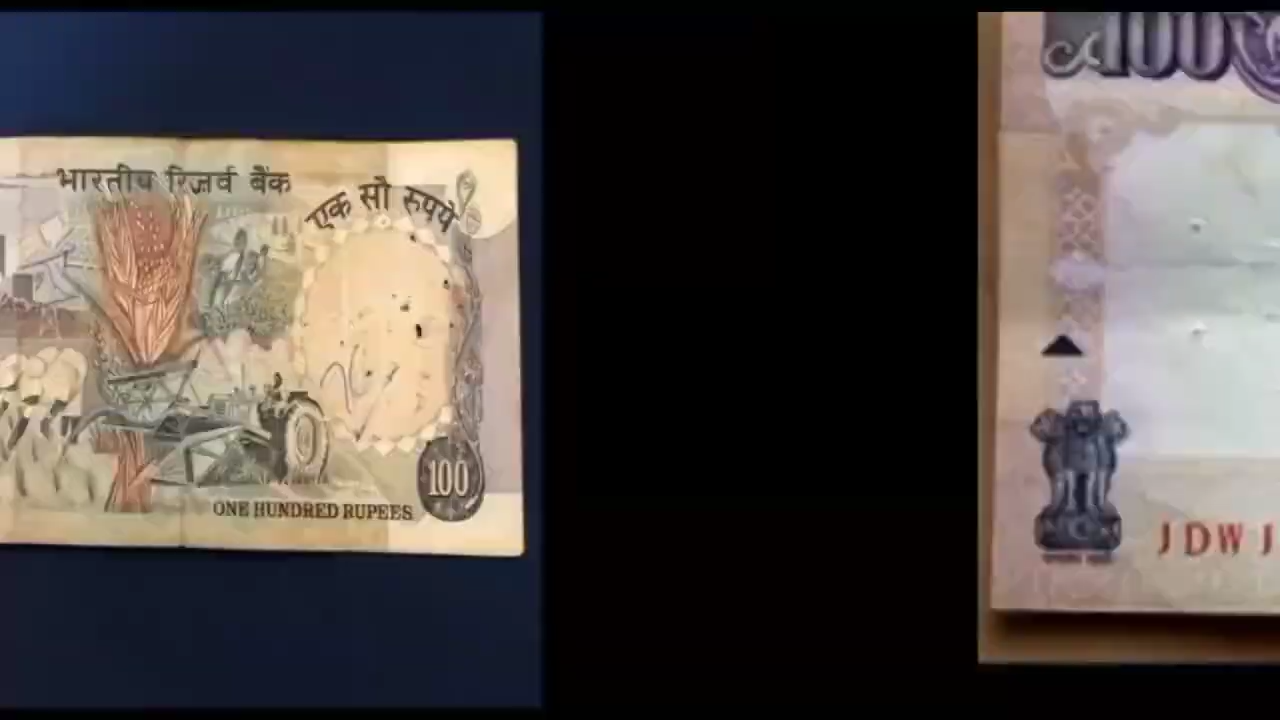 भारतीय रिज़र्व बैंक
एक सौ रुपये
100
ONE HUNDRED RUPEES
100
JDW J